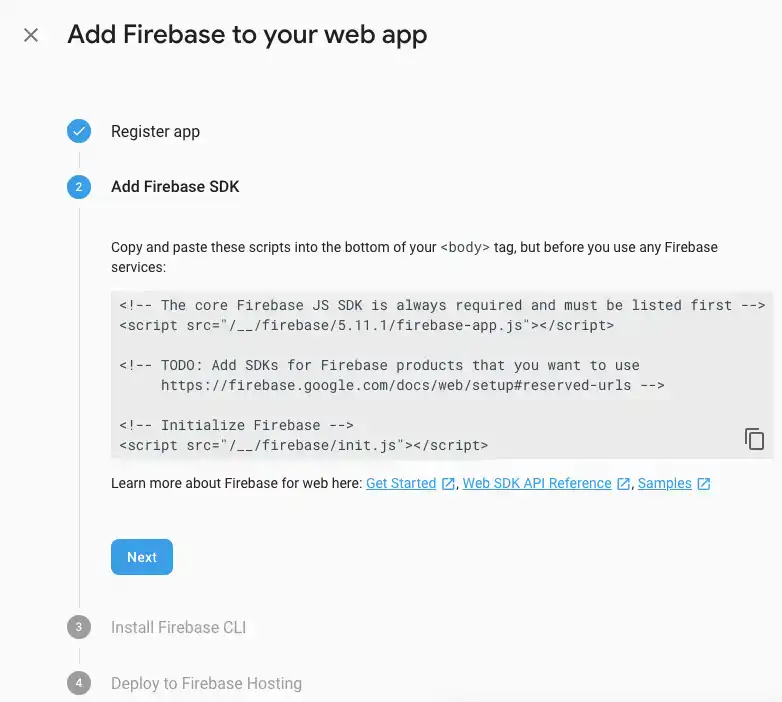 Add Firebase to your web app
Register app
2 Add Firebase SDK
Copy and paste these scripts into the bottom of your <body> tag, but before you use any Firebase
services:
<!-- The core Firebase JS SDK is always required and must be listed first -->
<script src="/__/firebase/5.11.1/firebase-app.js"></script>
<!-- TODO: Add SDKs for Firebase products that you want to use
https://firebase.google.com/docs/web/setup#reserved-urls -->
<!-- Initialize Firebase -->
<script src="/__/firebase/init.js"></script>
Learn more about Firebase for web here: Get Started , Web SDK API Reference , Samples
Next
3 Install Firebase CLI
4 Deploy to Firebase Hosting